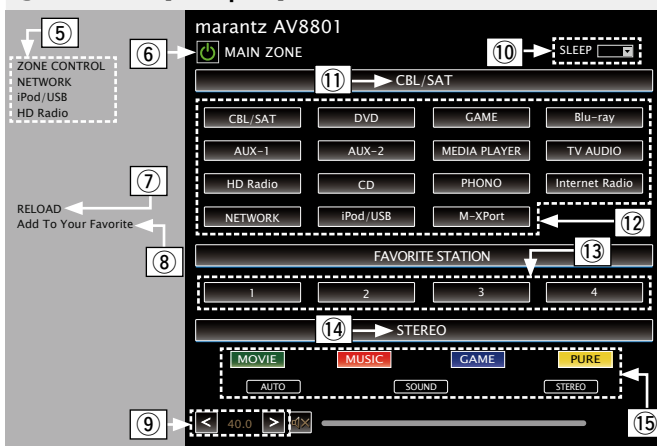 marantz AV8801
⑤
⑥ MAIN ZONE ⑩ SLEEP
ZONE CONTROL
NETWORK
iPod/USB
HD Radio
⑪ CBL/SAT
CBL/SAT DVD GAME Blu-ray
AUX-1 AUX-2 MEDIA PLAYER TV AUDIO
HD Radio CD PHONO Internet Radio
NETWORK iPod/USB M-XPort
⑦
RELOAD
Add To Your Favorite
⑧
⑫
FAVORITE STATION ⑬
1 2 3 4
⑭ STEREO
MOVIE MUSIC GAME PURE
AUTO SOUND STEREO
⑮
⑨ < 40.0 >